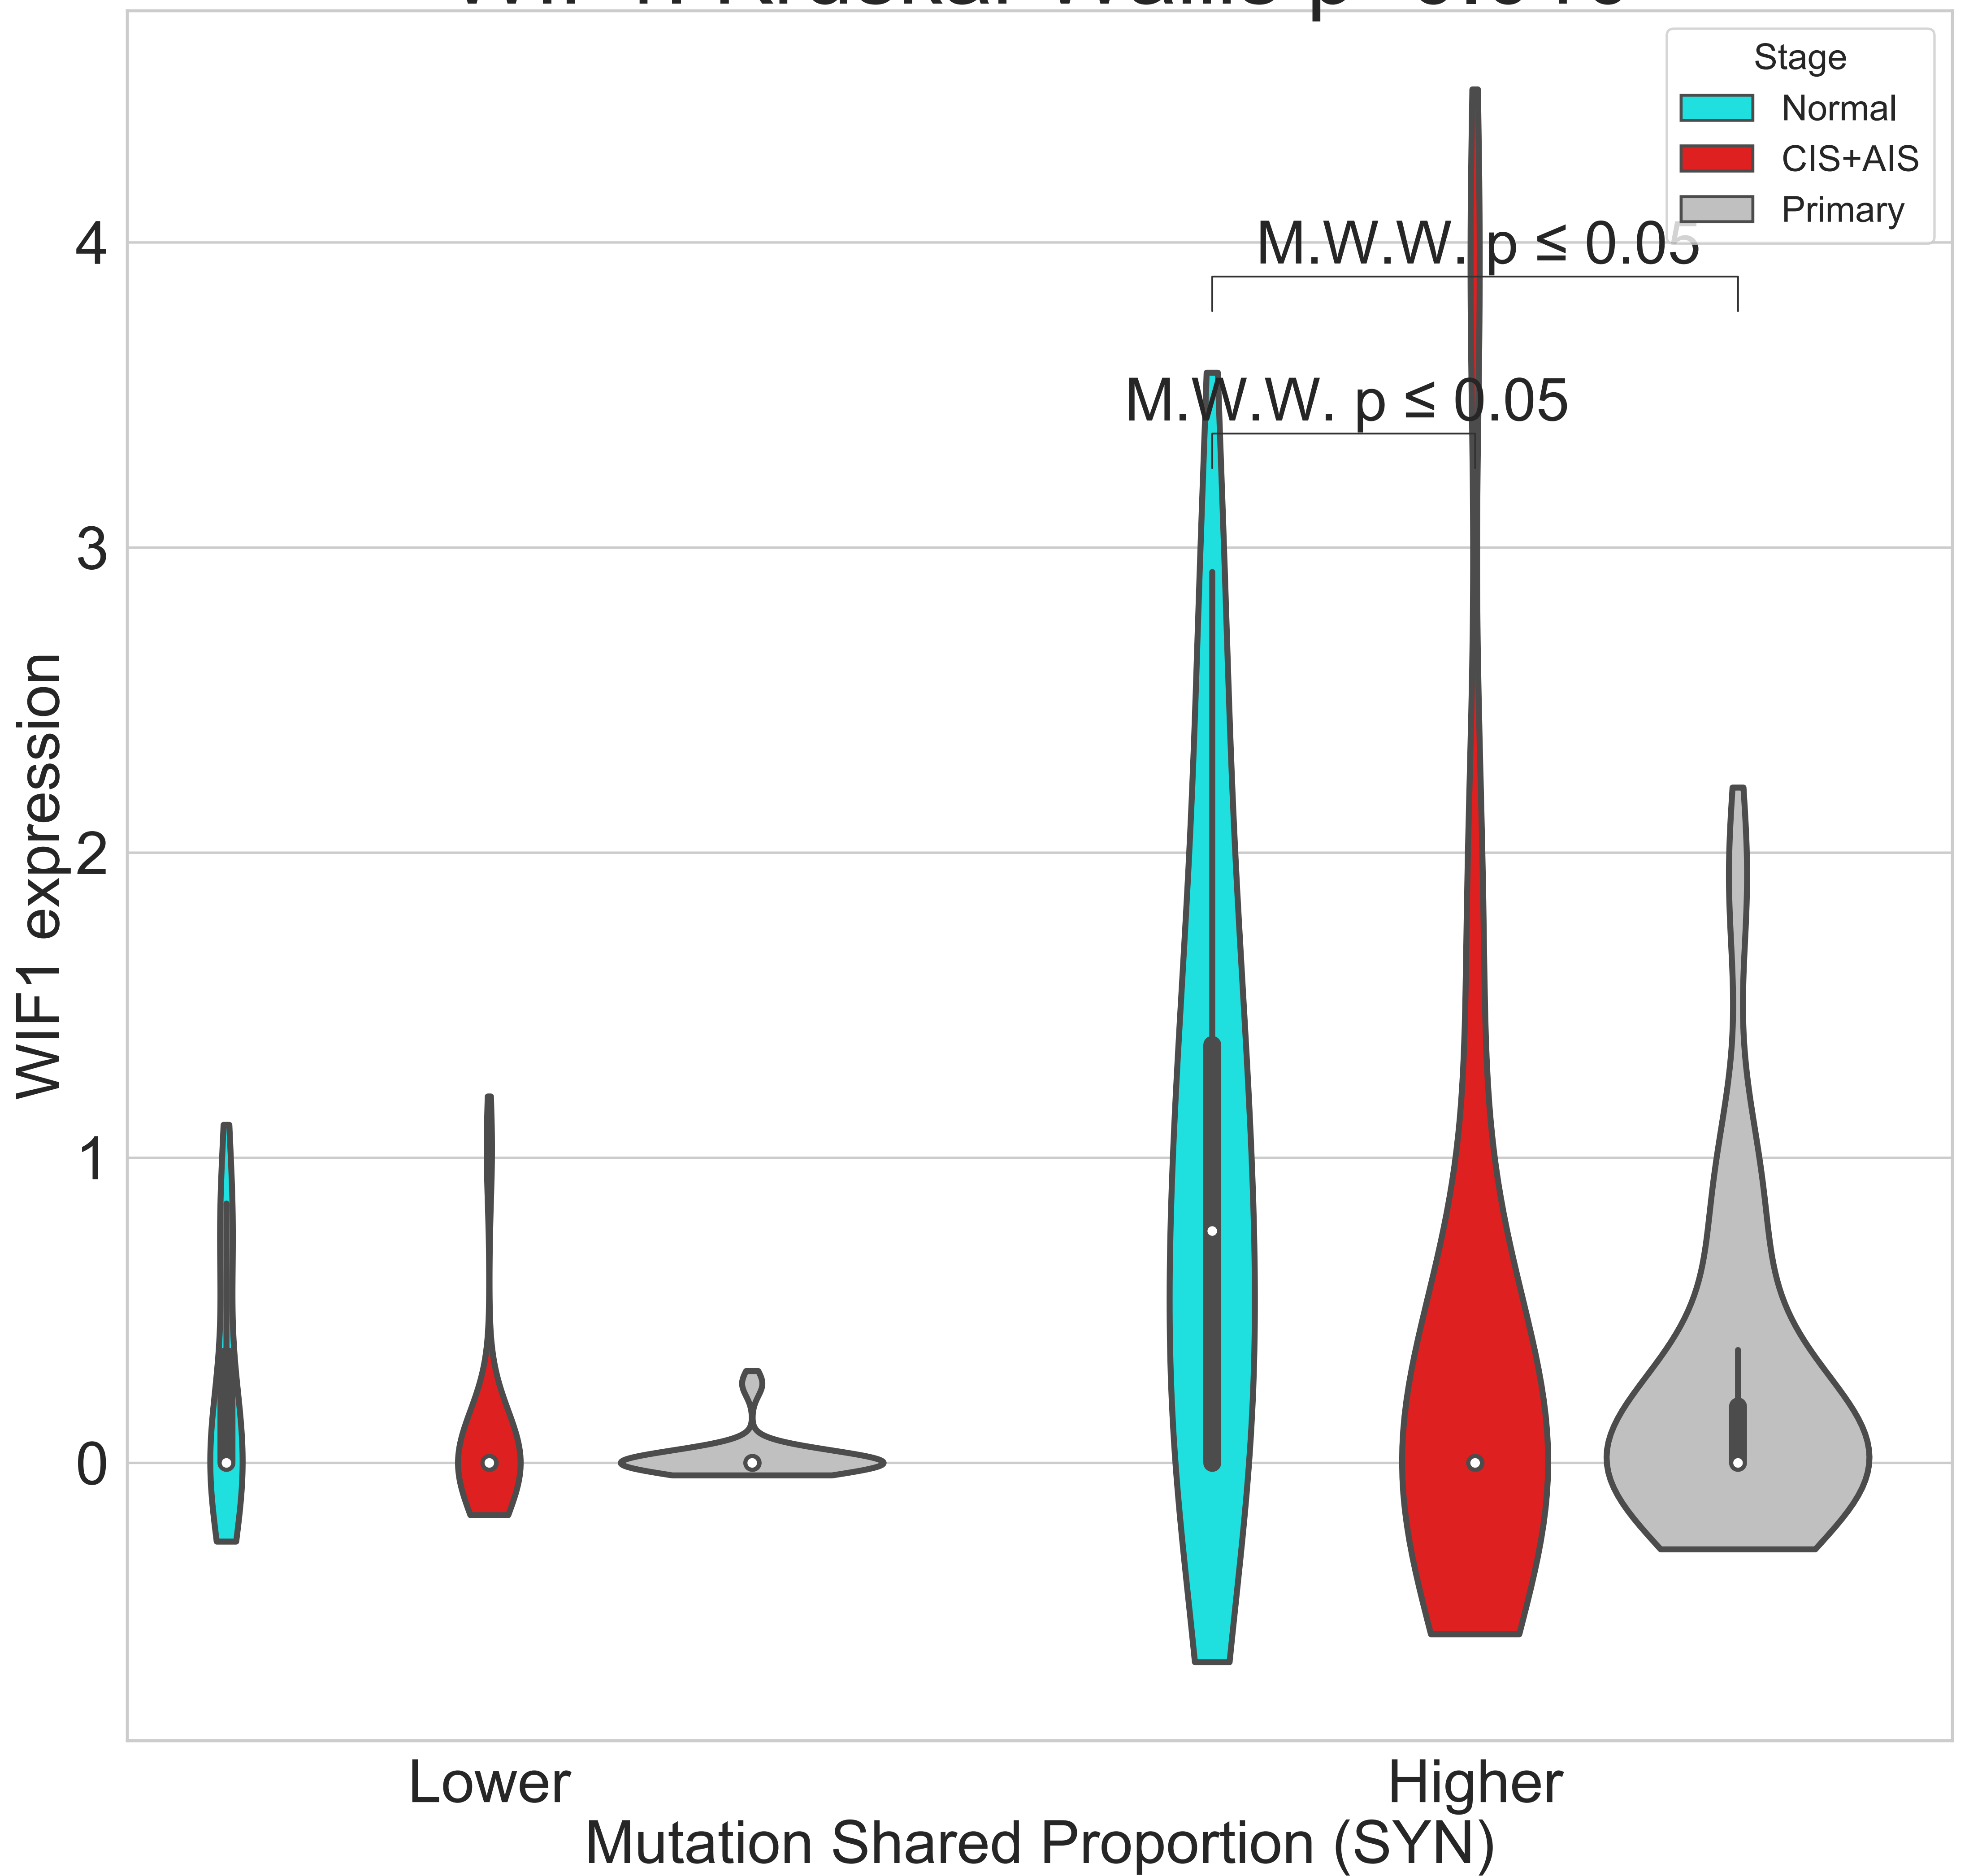 Stage
Normal
CIS+AIS
Primary
M.W.W. p ≤ 0.05
M.W.W. p ≤ 0.05
4
3
2
1
0
WIF1 expression
Lower
Higher
Mutation Shared Proportion (SYN)